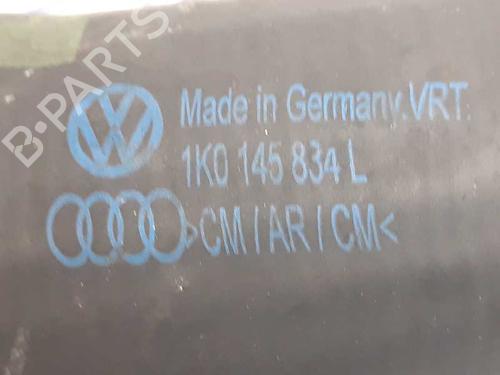 B-PARTS
Made in Germany.VRT.
1K0 145 834 L
>CM/AR/CM<